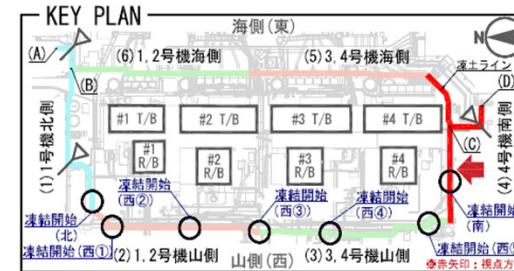 KEY PLAN
海側(東)
N
(A)
(B)
(6)1,2号機海側
(5)3,4号機海側
凍土ライン
(D)
(1)1号機北側
#1 T/B
#2 T/B
#3 T/B
#4 T/B
(C)
(4)4号機南側
#1
R/B
#2
R/B
#3
R/B
#4
R/B
凍結開始
(北)
凍結開始
(西①)
凍結開始
(西②)
凍結開始
(西③)
凍結開始
(西④)
凍結開始
(南)
凍結開始
(西⑤
(2)1,2号機山側
山側(西)
(3)3,4号機山側
※赤矢印:視点方